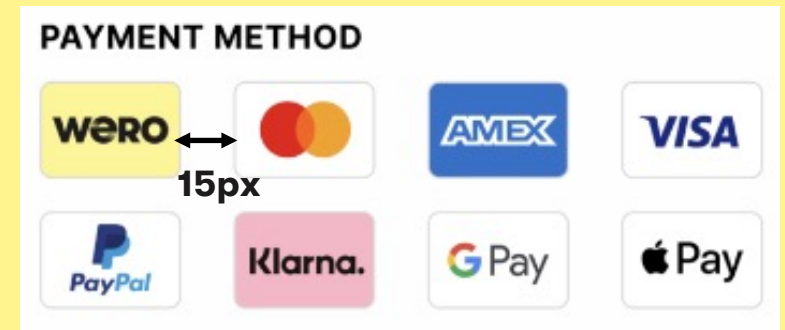 PAYMENT METHOD
wero
AMEX
VISA
15px
PayPal
Klarna.
G Pay
Pay